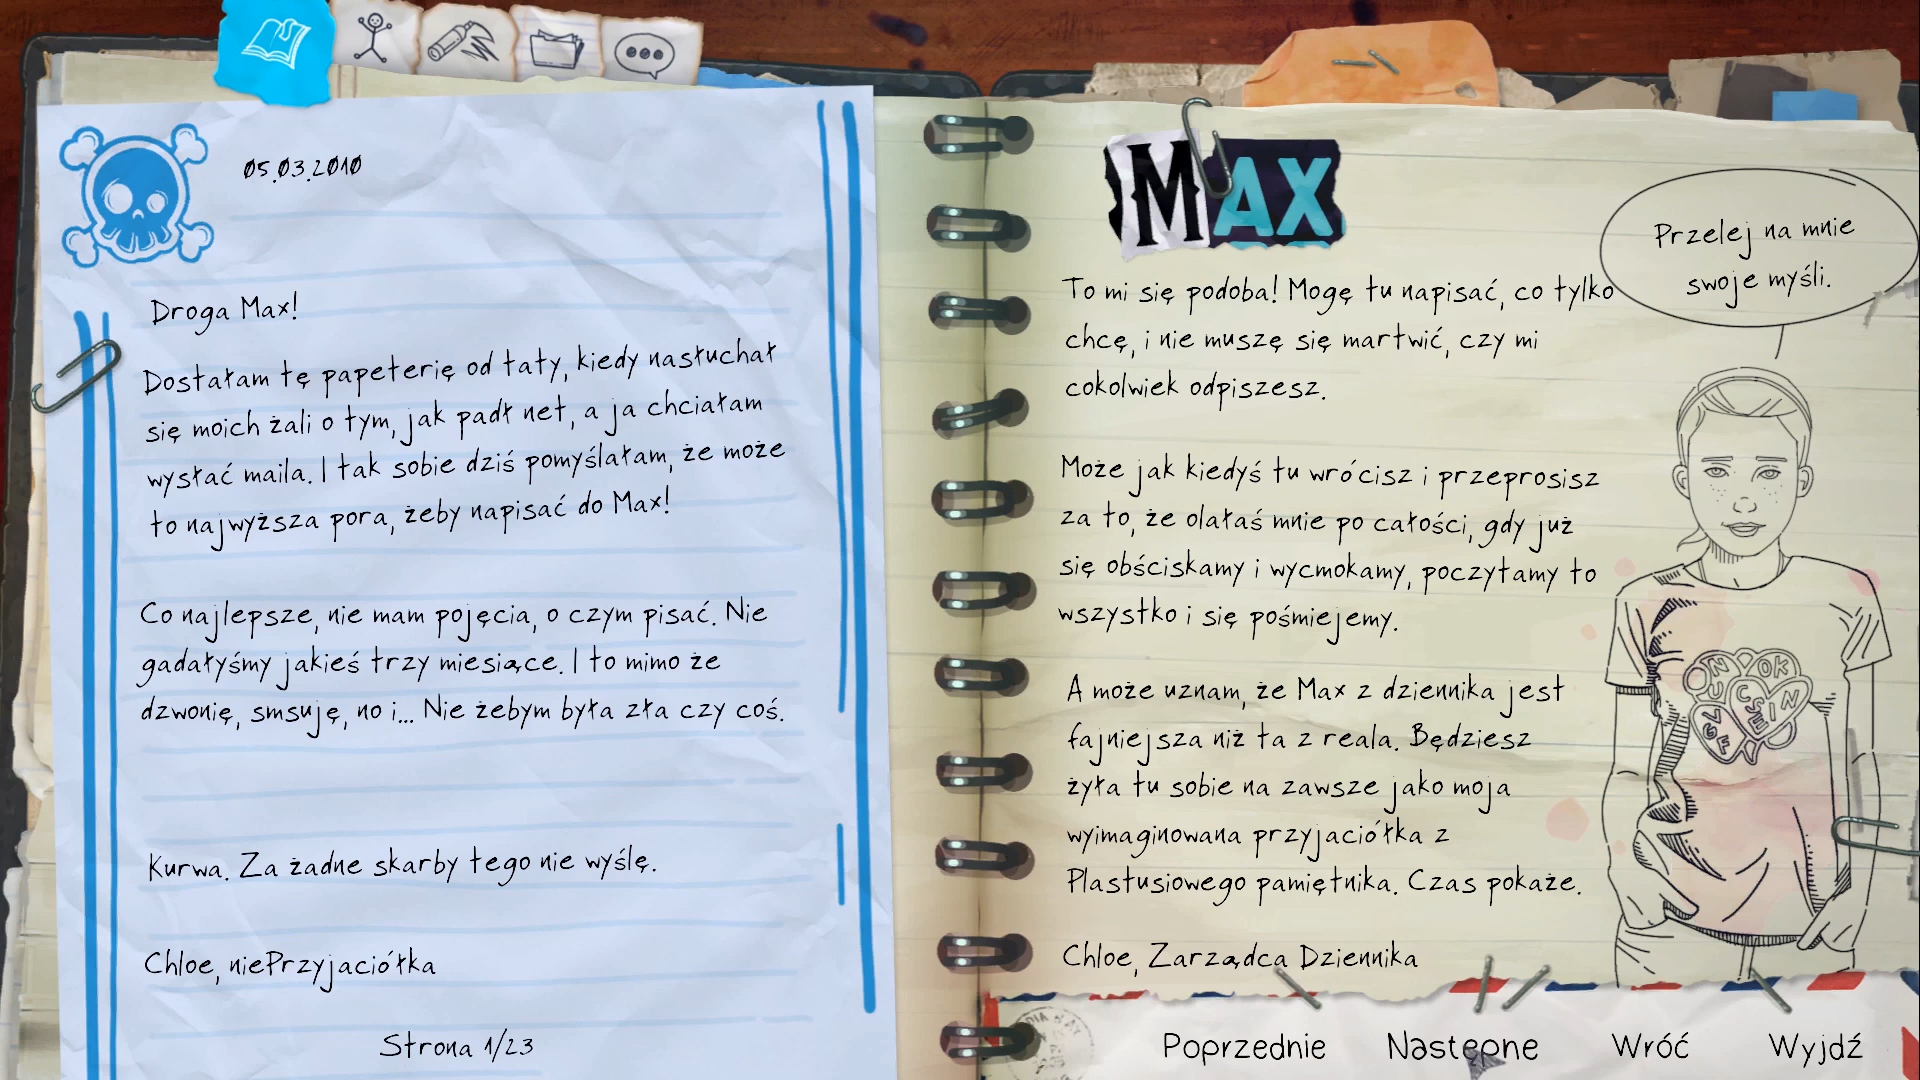 05.03.2010
Droga Max!
Dostałam tę papeterię od taty, kiedy nasłuchał
się moich żali o tym, jak padł net, a ja chciałam
wysłać maila. I tak sobie dziś pomyślałam, że może
to najwyższa pora, żeby napisać do Max!
Co najlepsze, nie mam pojęcia, o czym pisać. Nie
gadałyśmy jakieś trzy miesiące. I to mimo że
dzwonię, smsuję, no i... Nie żebym była zła czy coś.
Kurwa. Za żadne skarby tego nie wyślę.
Chloe, niePrzyjaciółka
Strona 1/23
MAX
To mi się podoba! Mogę tu napisać, co tylko
chcę, i nie muszę się martwić, czy mi
cokolwiek odpiszesz.
Może jak kiedyś tu wrócisz i przeprosisz
za to, że olałaś mnie po całości, gdy już
się obściskamy i wycmokamy, poczytamy to
wszystko i się pośmiejemy.
A może uznam, że Max z dziennika jest
fajniejsza niż ta z reala. Będziesz
żyła tu sobie na zawsze jako moja
wyimaginowana przyjaciółka z
Plastusiowego pamiętnika. Czas pokaże.
Chloe, Zarządca Dziennika
Przelej na mnie
swoje myśli.
Poprzednie Następne Wróć Wyjdź